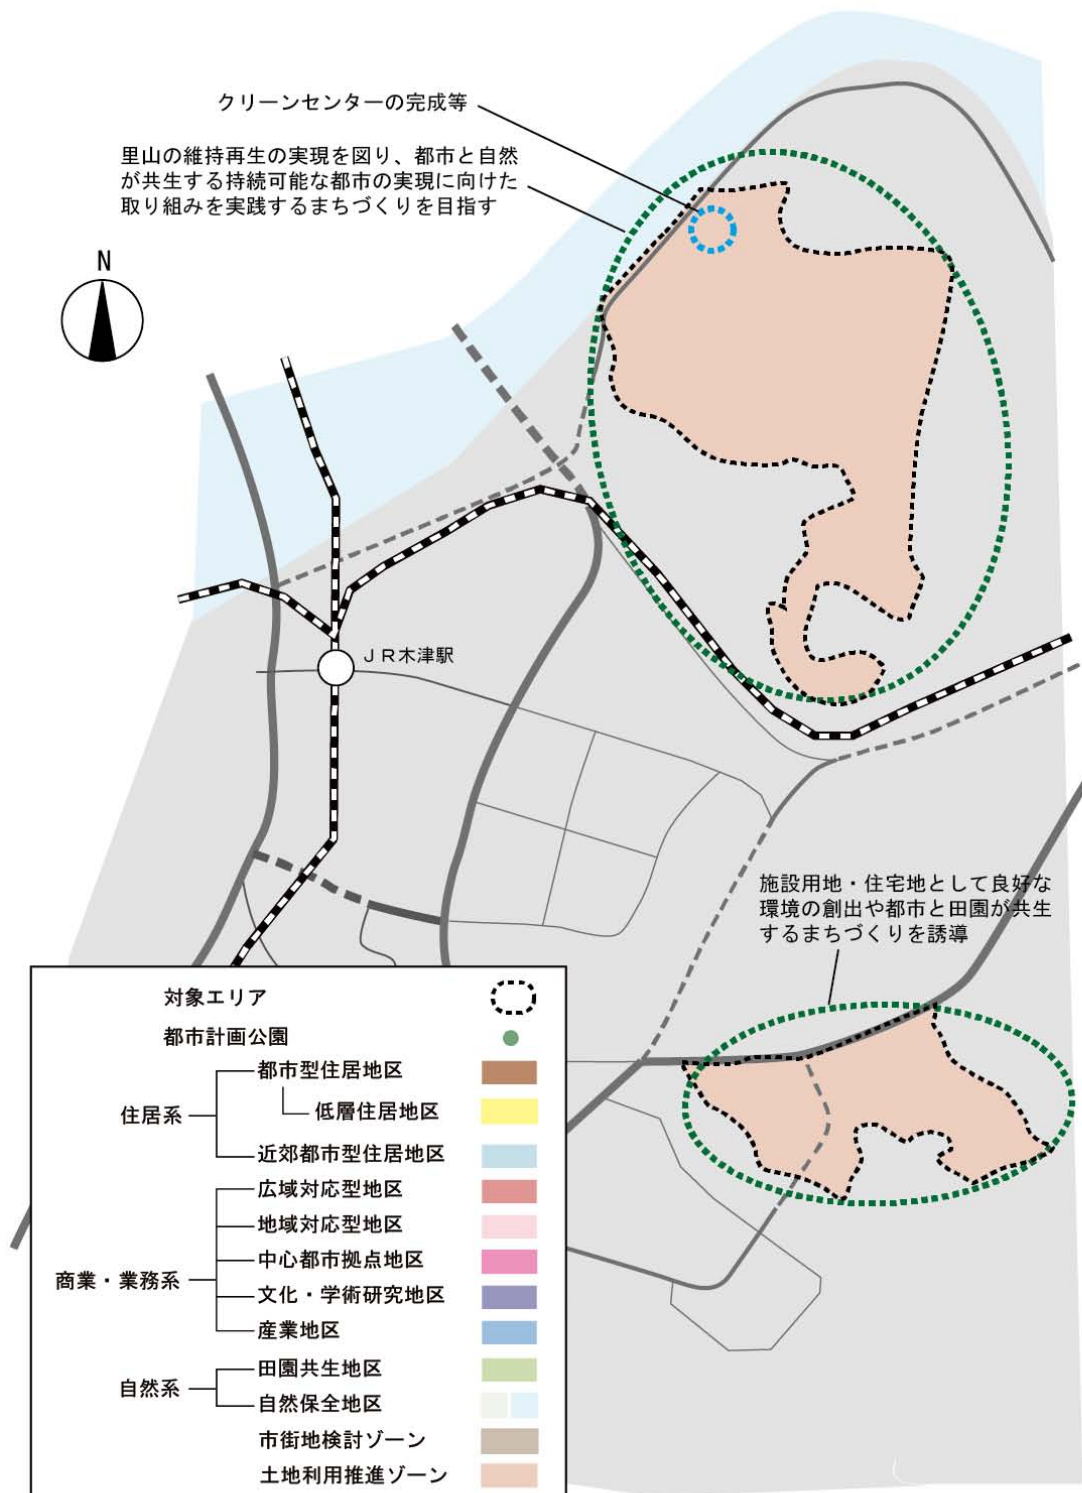 クリーンセンターの完成等
里山の維持再生の実現を図り、都市と自然
が共生する持続可能な都市の実現に向けた
取り組みを実践するまちづくりを目指す
N
ＪＲ木津駅
施設用地・住宅地として良好な
環境の創出や都市と田園が共生
するまちづくりを誘導
対象エリア
都市計画公園
住居系
都市型住居地区
低層住居地区
近郊都市型住居地区
商業・業務系
広域対応型地区
地域対応型地区
中心都市拠点地区
文化・学術研究地区
産業地区
自然系
田園共生地区
自然保全地区
市街地検討ゾーン
土地利用推進ゾーン